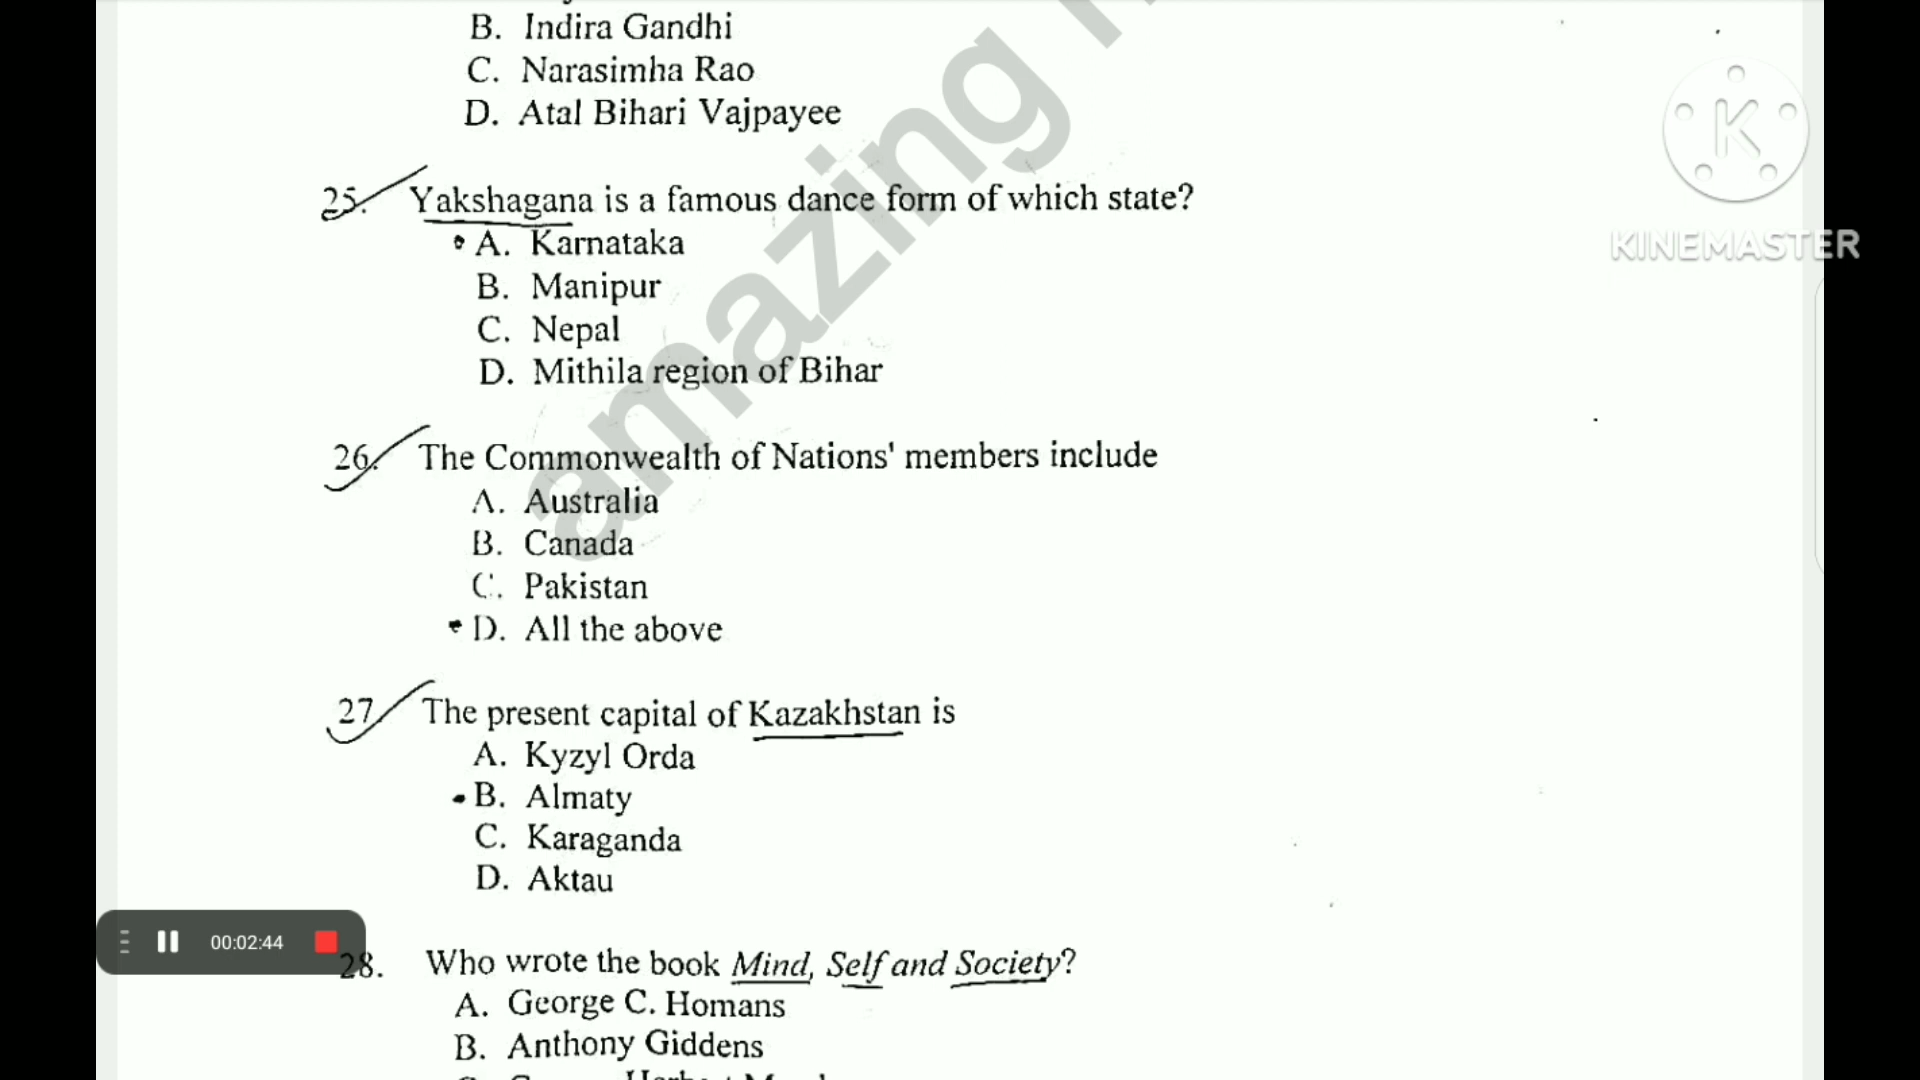 B. Indira Gandhi
C. Narasimha Rao
D. Atal Bihari Vajpayee
25. Yakshagana is a famous dance form of which state?
A. Karnataka
B. Manipur
C. Nepal
D. Mithila region of Bihar
26. The Commonwealth of Nations' members include
A. Australia
B. Canada
C. Pakistan
D. All the above
27. The present capital of Kazakhstan is
A. Kyzyl Orda
B. Almaty
C. Karaganda
D. Aktau
28. Who wrote the book Mind, Self and Society?
A. George C. Homans
B. Anthony Giddens
amazing
K
KINEMASTER
00:02:44